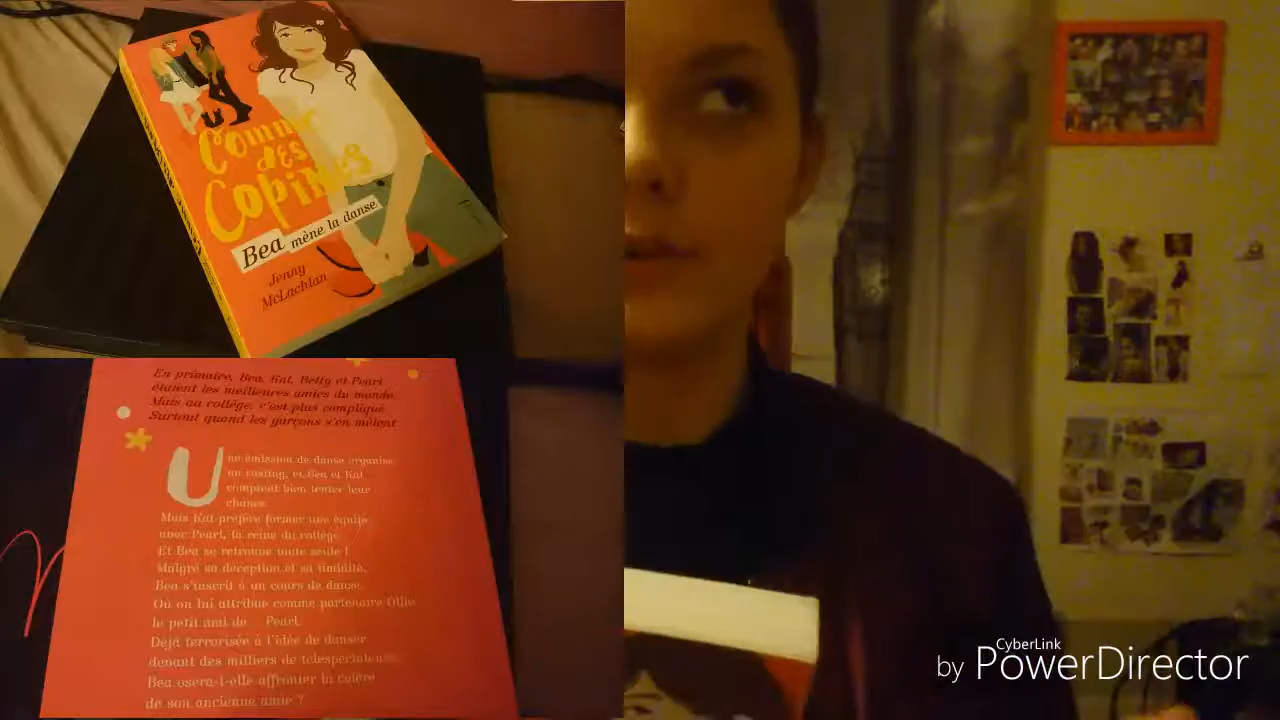 Comme
des
Copines
Bea mène la danse
Jenny
McLachlan
En primaire, Bea, Kat, Betty et Pearl
étaient les meilleures amies du monde.
Mais au collège, c'est plus compliqué
Surtout quand les garçons s'en mêlent
Une émission de danse organise
un casting, et Bea et Kat
comptent bien tenter leur
chance
Mais Kat préfère former une équipe
avec Pearl, la reine du collège.
Et Bea se retrouve toute seule !
Malgré sa déception et sa timidité,
Bea s'inscrit à un cours de danse.
Où on lui attribue comme partenaire Ollie
le petit ami de... Pearl.
Déjà terrorisée à l'idée de danser
devant des milliers de téléspectateurs
Bea osera-t-elle affronter la colère
de son ancienne amie ?
CyberLink
by PowerDirector